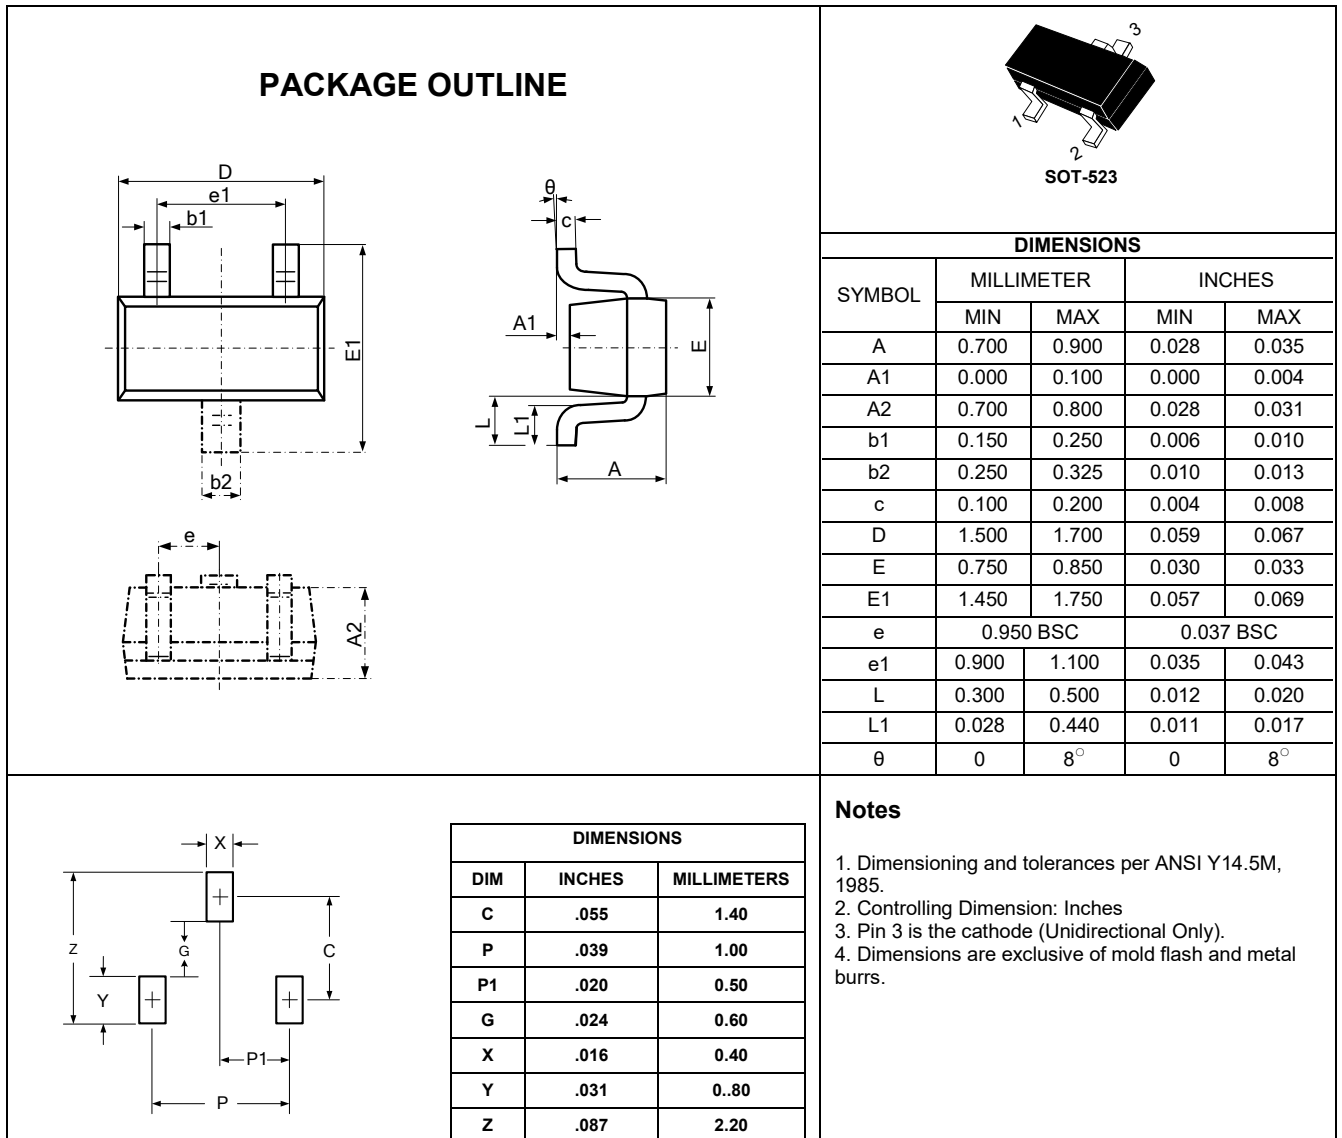 PACKAGE OUTLINE
D
e1
b1
E1
b2
e
A2
θ
c
A1
E
L
L1
A
3
1
2
SOT-523
DIMENSIONS
SYMBOL MILLIMETER INCHES
MIN MAX MIN MAX
A 0.700 0.900 0.028 0.035
A1 0.000 0.100 0.000 0.004
A2 0.700 0.800 0.028 0.031
b1 0.150 0.250 0.006 0.010
b2 0.250 0.325 0.010 0.013
c 0.100 0.200 0.004 0.008
D 1.500 1.700 0.059 0.067
E 0.750 0.850 0.030 0.033
E1 1.450 1.750 0.057 0.069
e 0.950 BSC 0.037 BSC
e1 0.900 1.100 0.035 0.043
L 0.300 0.500 0.012 0.020
L1 0.028 0.440 0.011 0.017
θ 0 8° 0 8°
X
Z
G
C
Y
P1
P
DIMENSIONS
DIM INCHES MILLIMETERS
C .055 1.40
P .039 1.00
P1 .020 0.50
G .024 0.60
X .016 0.40
Y .031 0..80
Z .087 2.20
Notes
1. Dimensioning and tolerances per ANSI Y14.5M,
1985.
2. Controlling Dimension: Inches
3. Pin 3 is the cathode (Unidirectional Only).
4. Dimensions are exclusive of mold flash and metal
burrs.